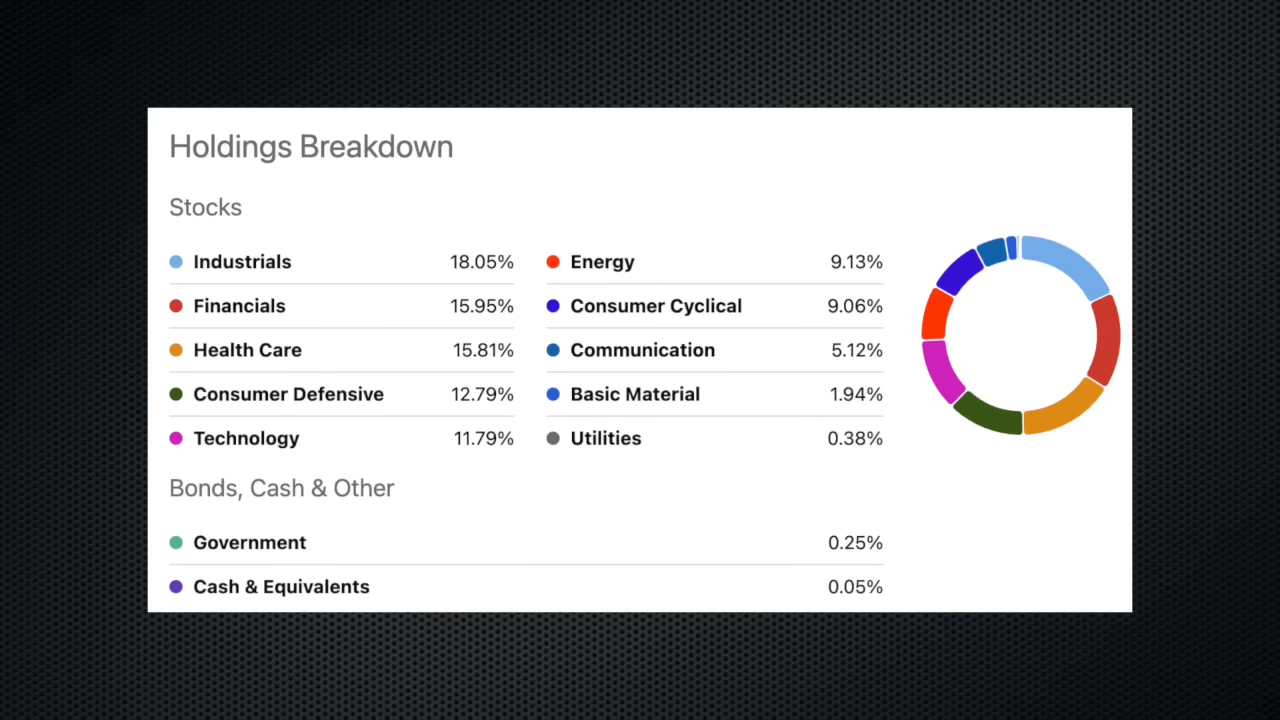 Holdings Breakdown
Stocks
Industrials 18.05%
Financials 15.95%
Health Care 15.81%
Consumer Defensive 12.79%
Technology 11.79%
Energy 9.13%
Consumer Cyclical 9.06%
Communication 5.12%
Basic Material 1.94%
Utilities 0.38%
Bonds, Cash & Other
Government 0.25%
Cash & Equivalents 0.05%